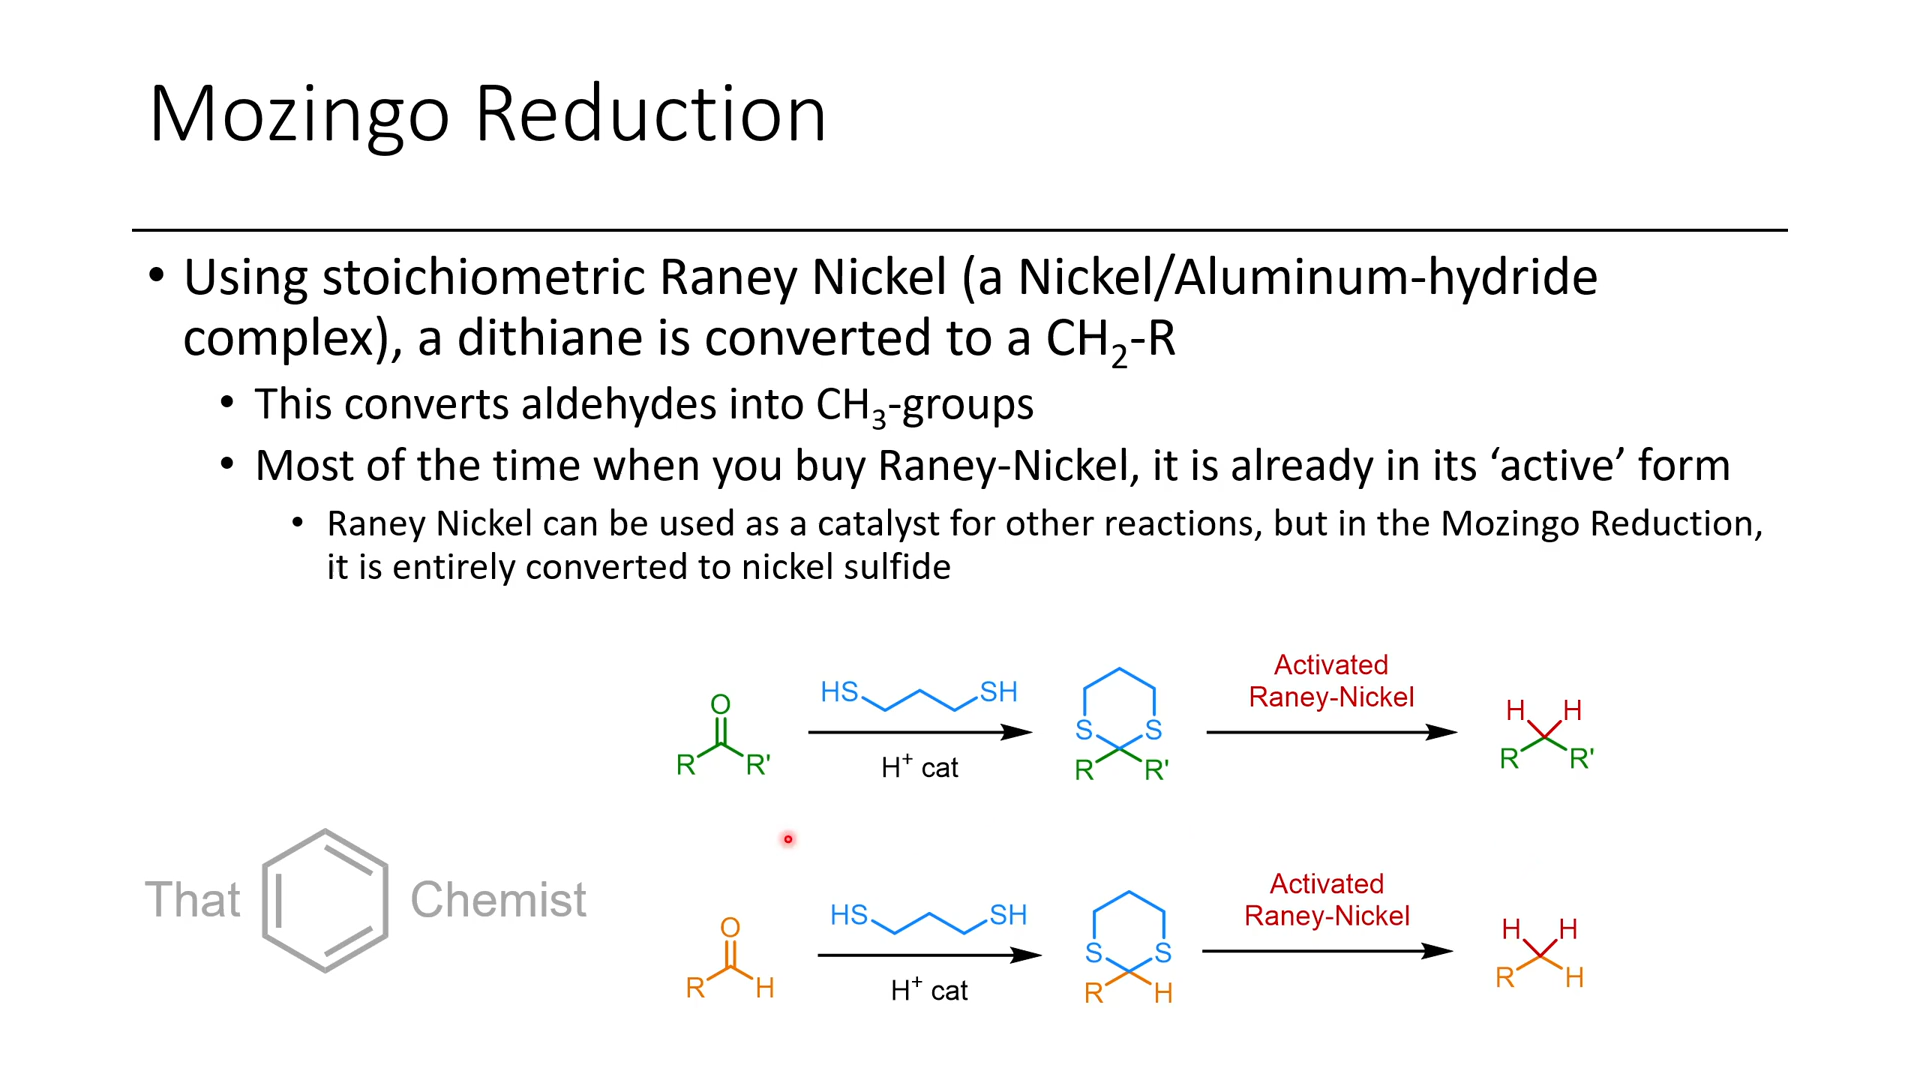 Mozingo Reduction
• Using stoichiometric Raney Nickel (a Nickel/Aluminum-hydride
complex), a dithiane is converted to a CH₂-R
• This converts aldehydes into CH₃-groups
• Most of the time when you buy Raney-Nickel, it is already in its ‘active’ form
• Raney Nickel can be used as a catalyst for other reactions, but in the Mozingo Reduction,
it is entirely converted to nickel sulfide
O R R'
HS SH
H⁺ cat
S S R R'
Activated
Raney-Nickel
H H R R'
That Chemist
O R H
HS SH
H⁺ cat
S S R H
Activated
Raney-Nickel
H H R H